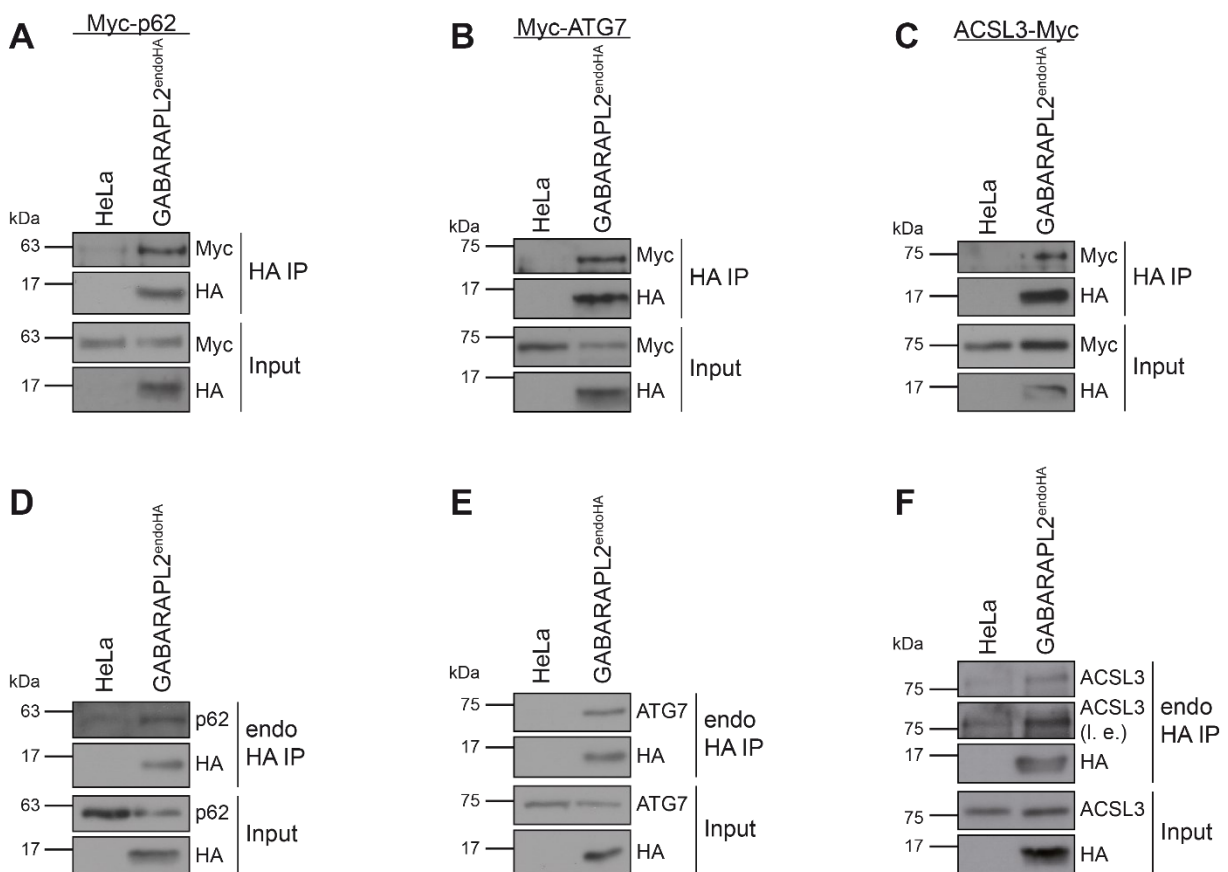 A
Myc-p62
HeLa
GABARAPL2endoHA
kDa
63
Myc
17
HA
HA IP
63
Myc
17
HA
Input
B
Myc-ATG7
HeLa
GABARAPL2endoHA
kDa
75
Myc
17
HA
HA IP
75
Myc
17
HA
Input
C
ACSL3-Myc
HeLa
GABARAPL2endoHA
kDa
75
Myc
17
HA
HA IP
75
Myc
17
HA
Input
D
HeLa
GABARAPL2endoHA
kDa
63
p62
17
HA
endo
HA IP
63
p62
17
HA
Input
E
HeLa
GABARAPL2endoHA
kDa
75
ATG7
17
HA
endo
HA IP
75
ATG7
17
HA
Input
F
HeLa
GABARAPL2endoHA
kDa
75
ACSL3
75
ACSL3
(l. e.)
17
HA
endo
HA IP
75
ACSL3
17
HA
Input